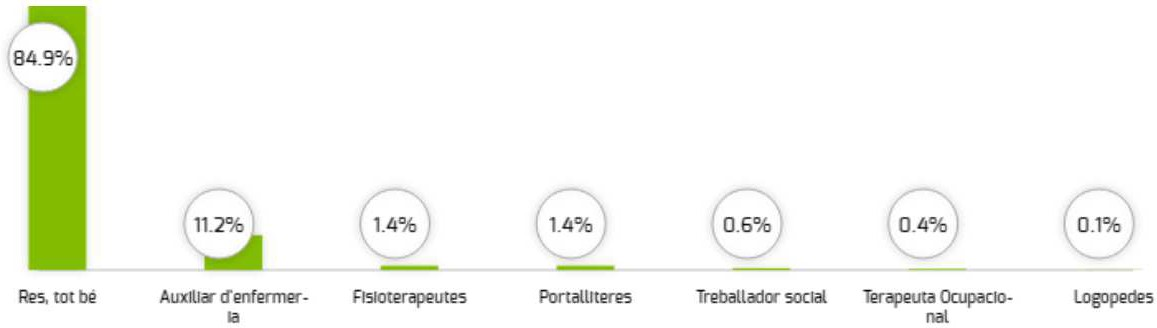 84.9%
11.2%
1.4%
1.4%
0.6%
0.4%
0.1%
Res, tot bé
Auxiliar d'enfermer-
ia
Fisioterapeutes
Portalliteres
Treballador social
Terapeuta Ocupacio-
nal
Logopedes